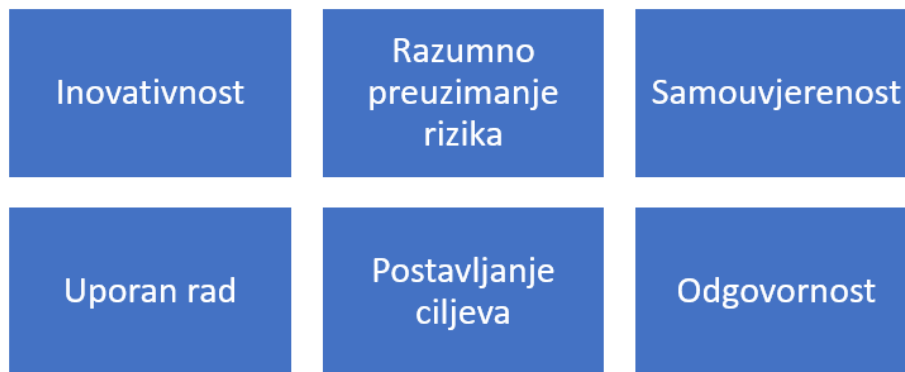 Inovativnost
Razumno
preuzimanje
rizika
Samouvjerenost
Uporan rad
Postavljanje
ciljeva
Odgovornost